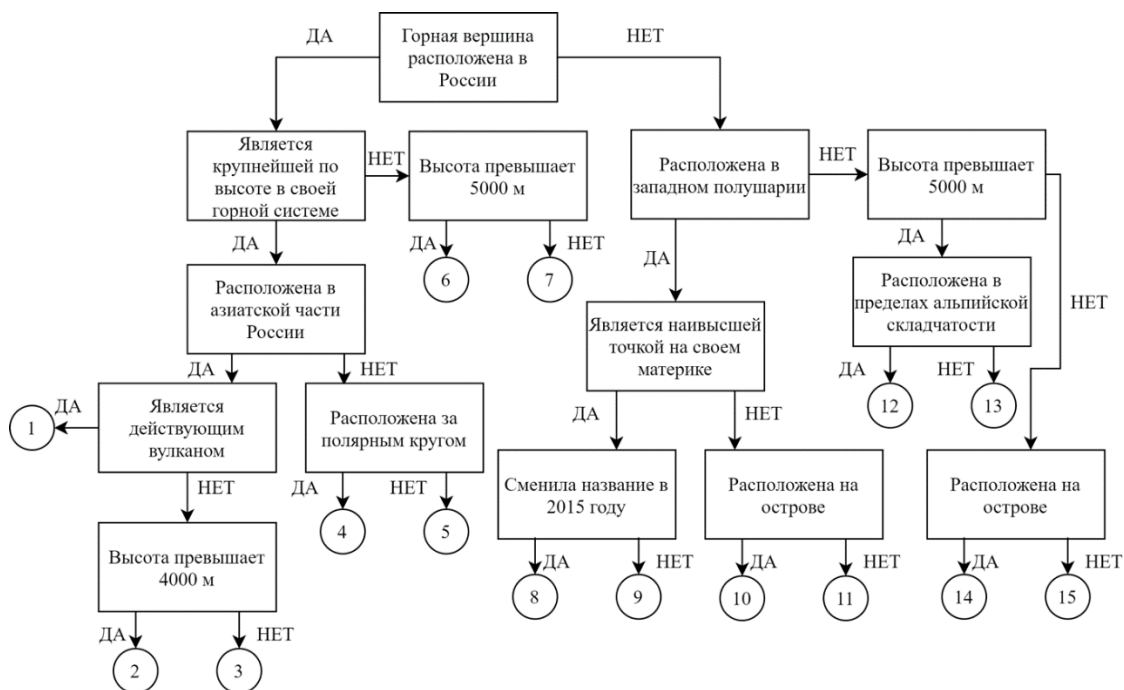 ДА
Горная вершина
расположена в
России
НЕТ
Является
крупнейшей по
высоте в своей
горной системе
НЕТ
Высота превышает
5000 м
Расположена в
западном полушарии
НЕТ
Высота превышает
5000 м
ДА
ДА
6
НЕТ
7
ДА
ДА
Расположена в
азиатской части
России
Расположена в
пределах альпийской
складчатости
НЕТ
Является наивысшей
точкой на своем
материке
ДА
НЕТ
ДА
12
НЕТ
13
1
ДА
Является
действующим
вулканом
Расположена за
полярным кругом
ДА
НЕТ
НЕТ
ДА
4
НЕТ
5
Сменила название в
2015 году
Расположена на
острове
Расположена на
острове
Высота превышает
4000 м
ДА
8
НЕТ
9
ДА
10
НЕТ
11
ДА
14
НЕТ
15
ДА
2
НЕТ
3